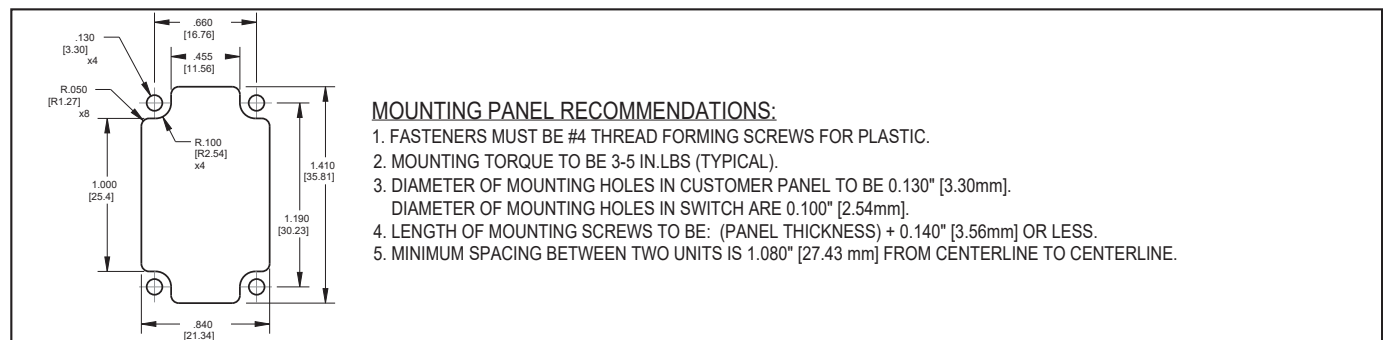 .660
[16.76]
.130
[3.30]
x4
.455
[11.56]
R.050
[R1.27]
x8
R.100
[R2.54]
x4
1.410
[35.81]
1.000
[25.4]
1.190
[30.23]
.840
[21.34]
MOUNTING PANEL RECOMMENDATIONS:
1. FASTENERS MUST BE #4 THREAD FORMING SCREWS FOR PLASTIC.
2. MOUNTING TORQUE TO BE 3-5 IN.LBS (TYPICAL).
3. DIAMETER OF MOUNTING HOLES IN CUSTOMER PANEL TO BE 0.130" [3.30mm].
DIAMETER OF MOUNTING HOLES IN SWITCH ARE 0.100" [2.54mm].
4. LENGTH OF MOUNTING SCREWS TO BE: (PANEL THICKNESS) + 0.140" [3.56mm] OR LESS.
5. MINIMUM SPACING BETWEEN TWO UNITS IS 1.080" [27.43 mm] FROM CENTERLINE TO CENTERLINE.